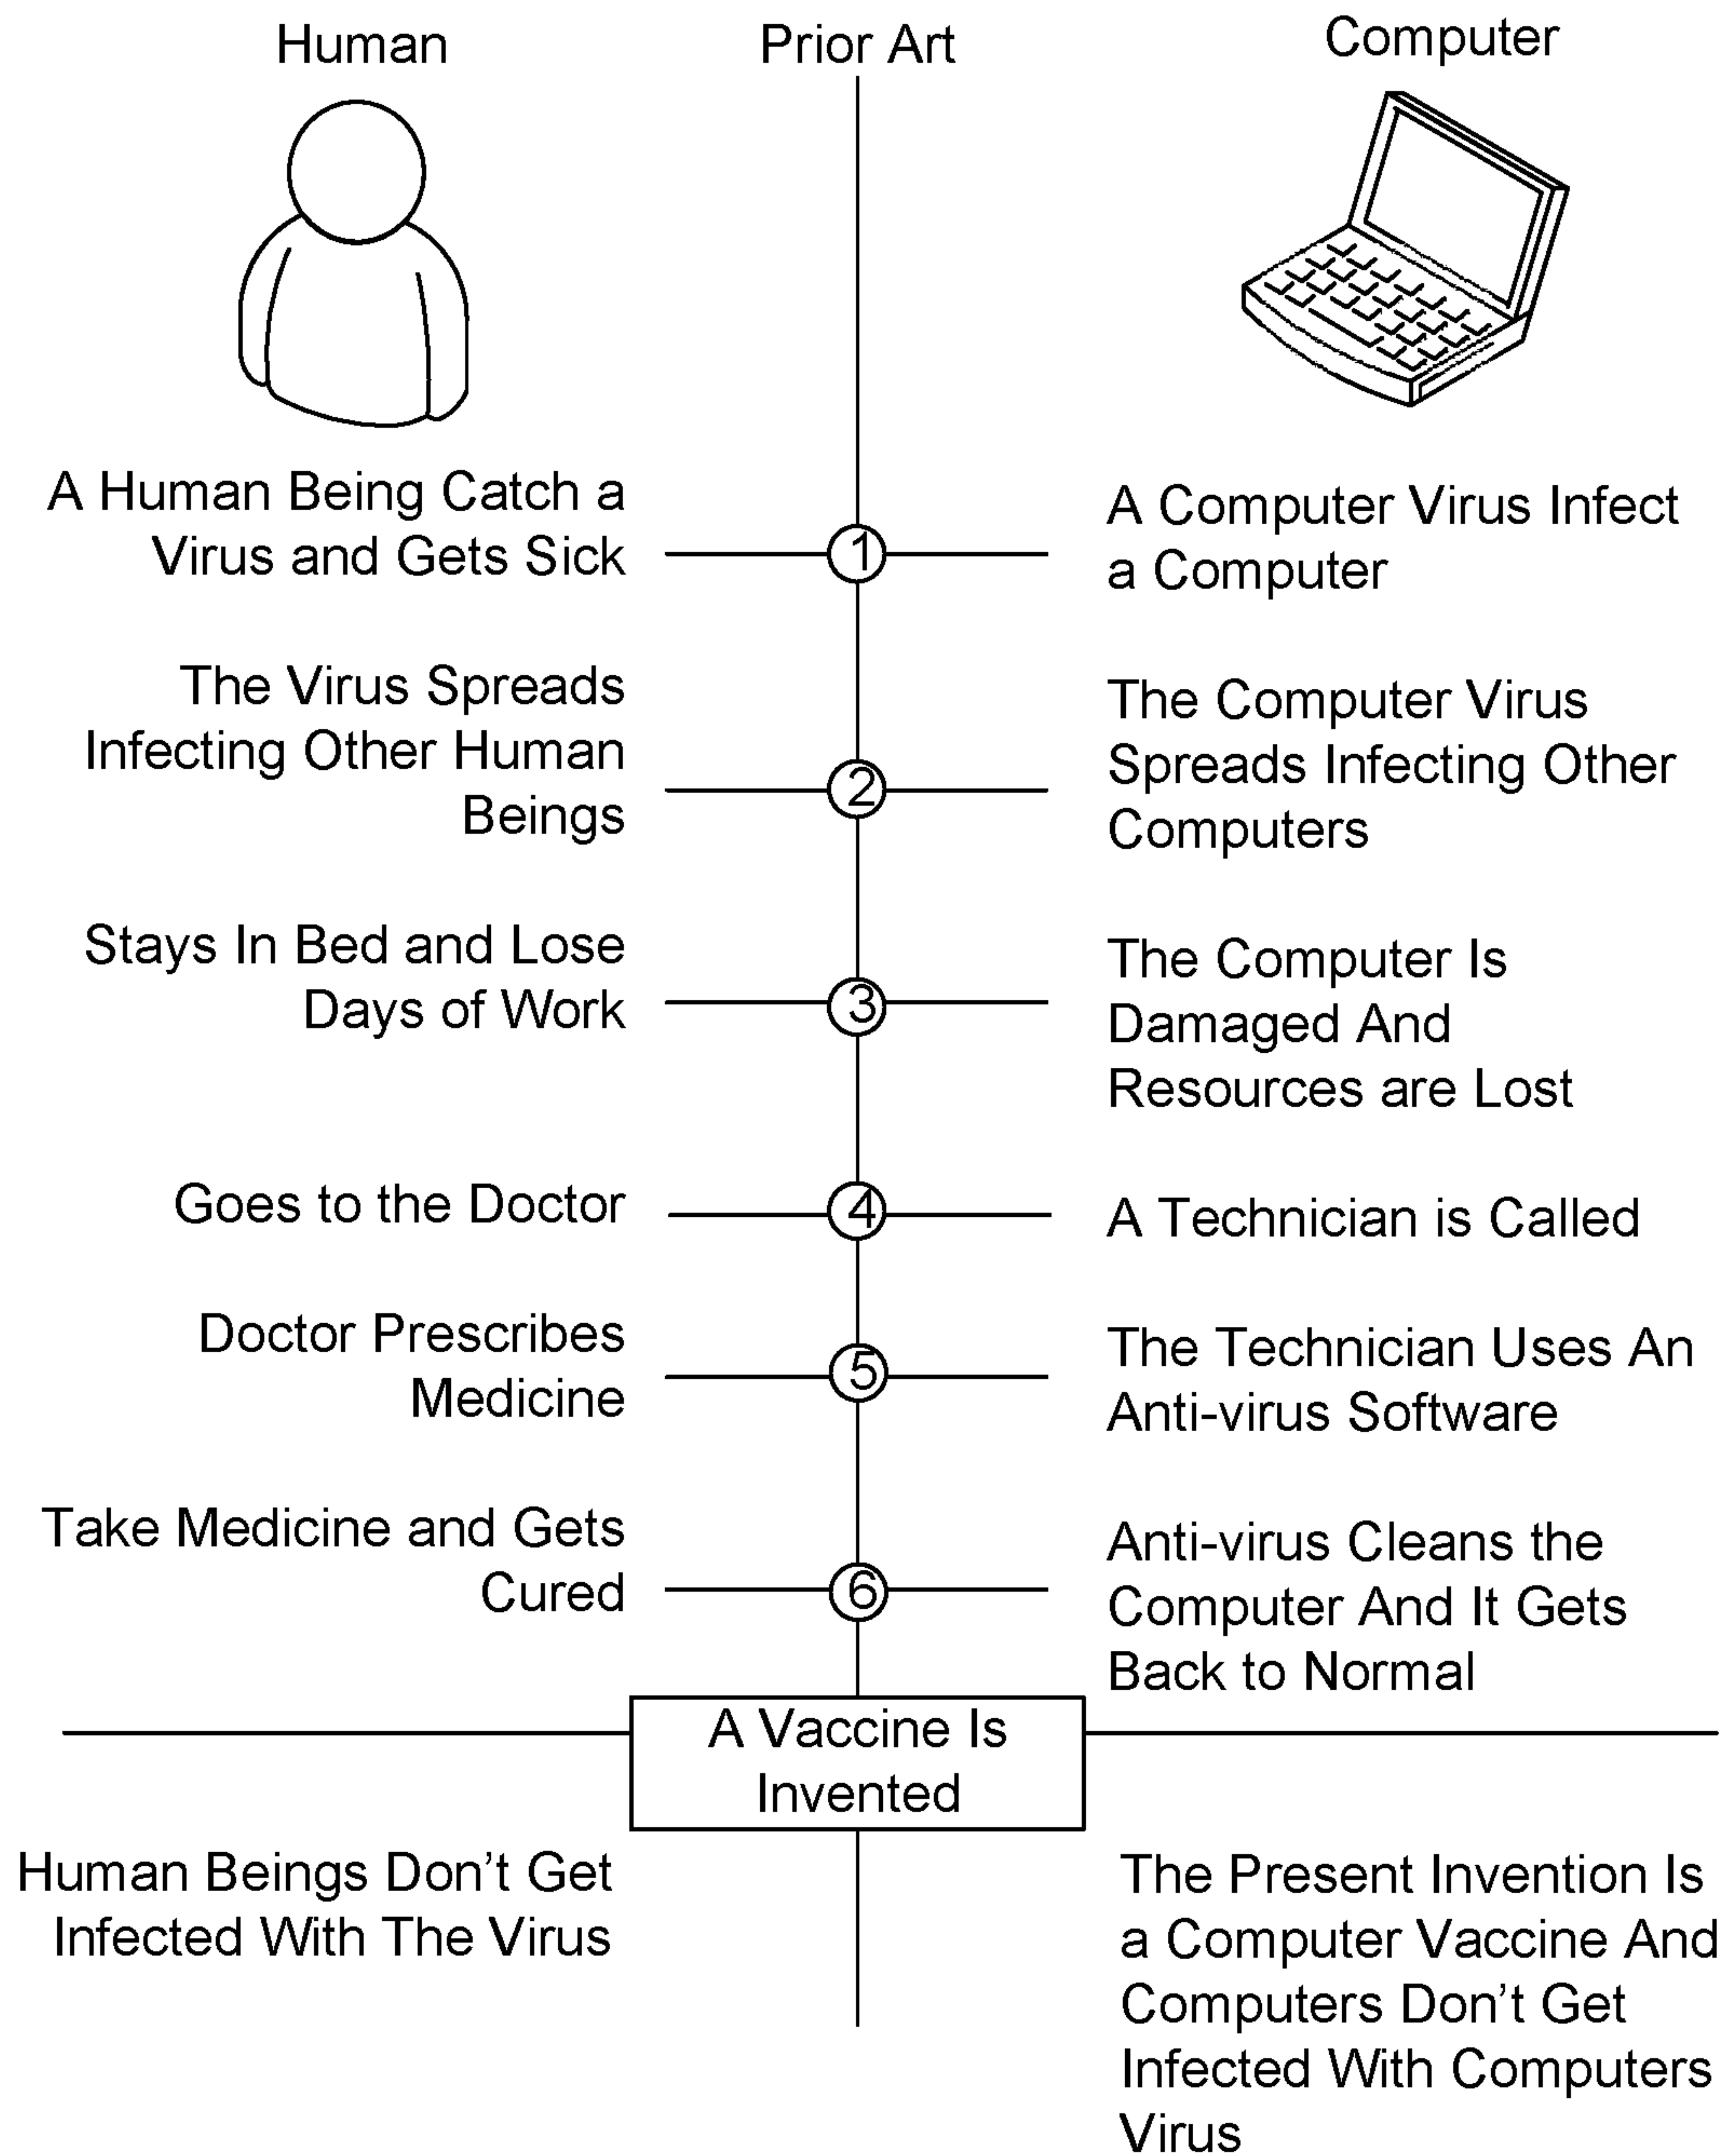 Human
Prior Art
Computer
A Human Being Catch a
Virus and Gets Sick
1
A Computer Virus Infect
a Computer
The Virus Spreads
Infecting Other Human
Beings
2
The Computer Virus
Spreads Infecting Other
Computers
Stays In Bed and Lose
Days of Work
3
The Computer Is
Damaged And
Resources are Lost
Goes to the Doctor
4
A Technician is Called
Doctor Prescribes
Medicine
5
The Technician Uses An
Anti-virus Software
Take Medicine and Gets
Cured
6
Anti-virus Cleans the
Computer And It Gets
Back to Normal
A Vaccine Is
Invented
Human Beings Don't Get
Infected With The Virus
The Present Invention Is
a Computer Vaccine And
Computers Don't Get
Infected With Computers
Virus